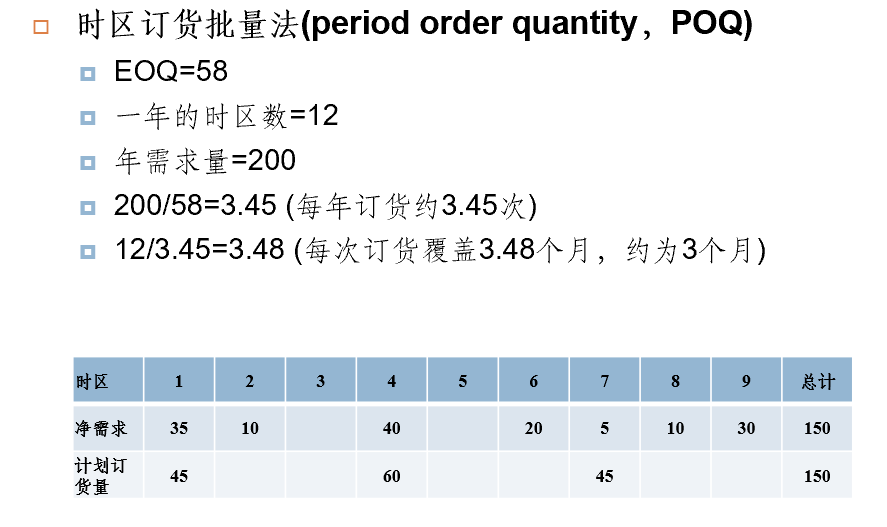 时区订货批量法(period order quantity，POQ)
EOQ=58
一年的时区数=12
年需求量=200
200/58=3.45 (每年订货约3.45次)
12/3.45=3.48 (每次订货覆盖3.48个月，约为3个月)
时区 1 2 3 4 5 6 7 8 9 总计
净需求 35 10 40 20 5 10 30 150
计划订
货量 45 60 45 150